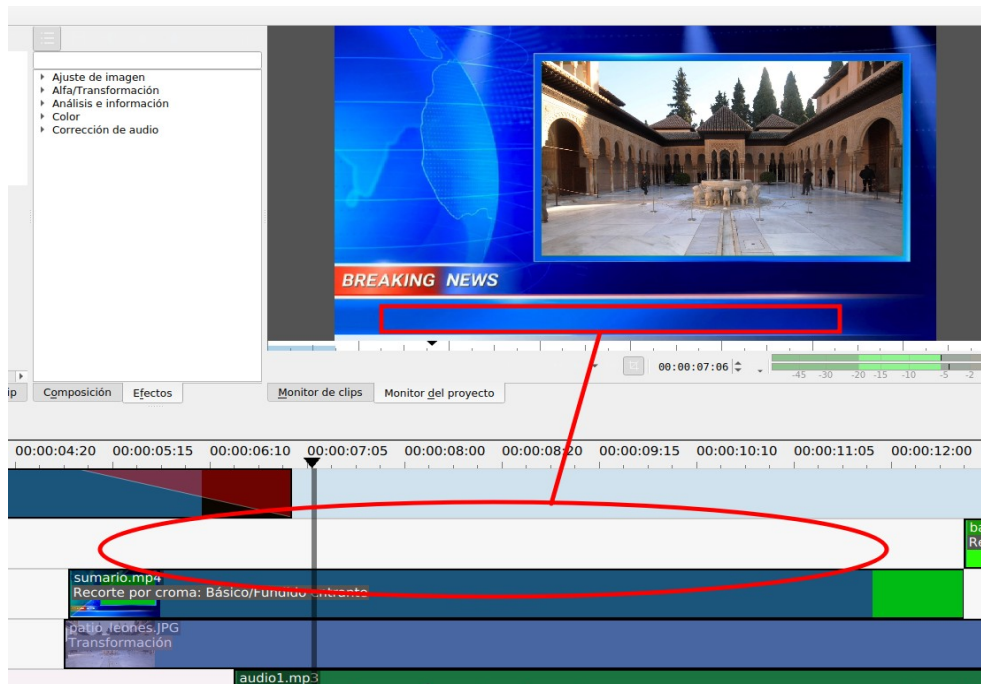 Ajuste de imagen
Alfa/Transformación
Análisis e información
Color
Corrección de audio
BREAKING NEWS
00:00:07:06
-45 -30 -20 -15 -10 -5 -2
ip Composición Efectos Monitor de clips Monitor del proyecto
00:00:04:20 00:00:05:15 00:00:06:10 00:00:07:05 00:00:08:00 00:00:08:20 00:00:09:15 00:00:10:10 00:00:11:05 00:00:12:00
ba
Re
sumario.mp4
Recorte por croma: Básico/Fundido entrante
patio_leones.JPG
Transformación
audio1.mp3